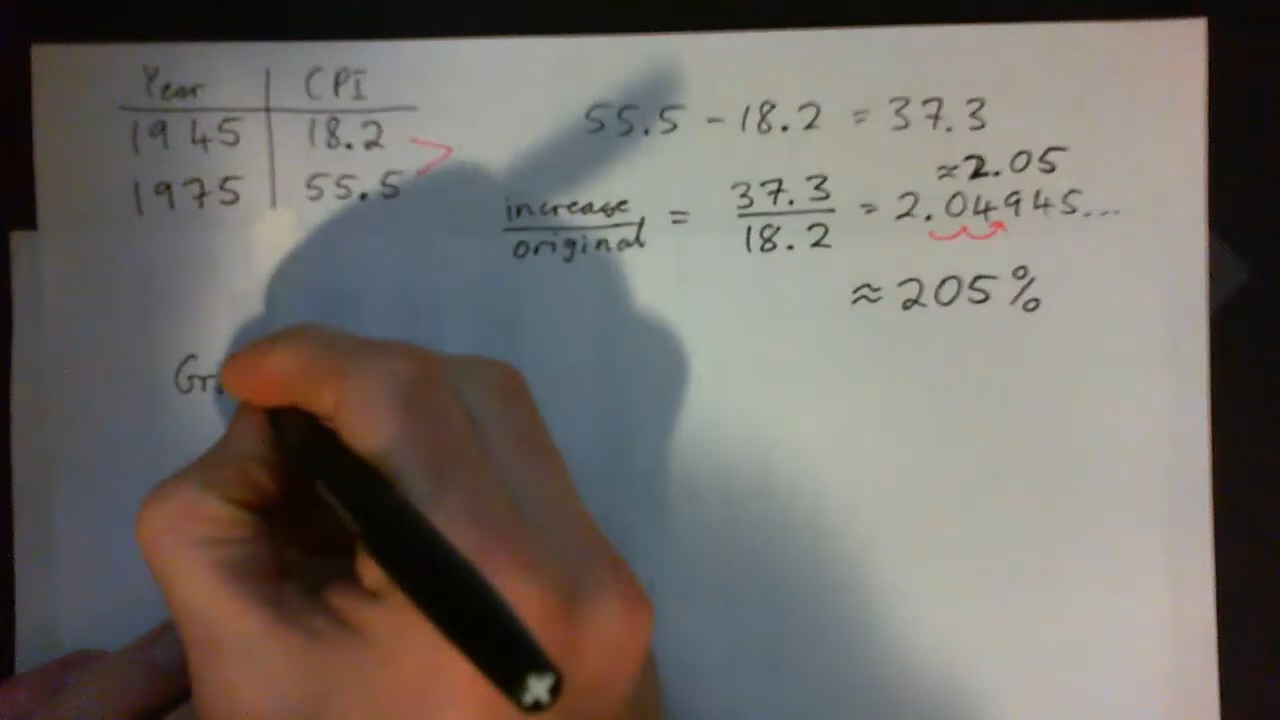 Year CPI
1945 18.2
1975 55.5
55.5 - 18.2 = 37.3
≈2.05
increase/original = 37.3/18.2 = 2.04945...
≈ 205%
Gr